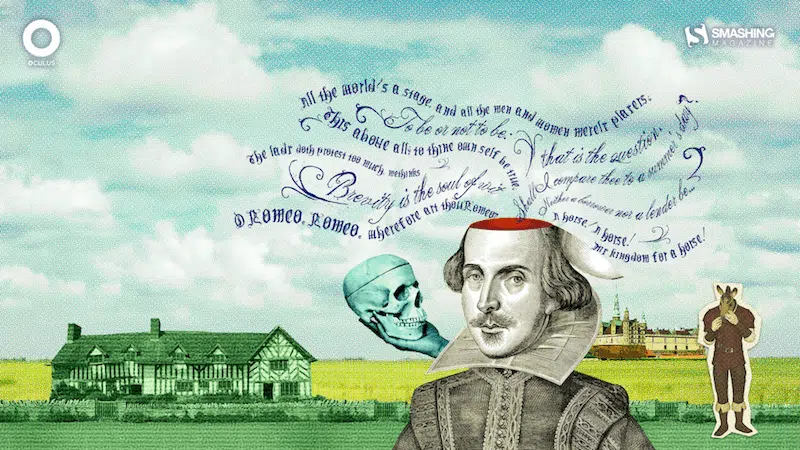 OCULUS
SMASHING
MAGAZINE
All the world's a stage, and all the men and women merely players:
This above all: to thine own self be true,
To be or not to be:
that is the question.
The lady doth protest too much, methinks
Brevity is the soul of wit
O Romeo, Romeo, wherefore art thou Romeo
Shall I compare thee to a summer's day?
Neither a borrower nor a lender be...
A horse! A horse!
my kingdom for a horse!